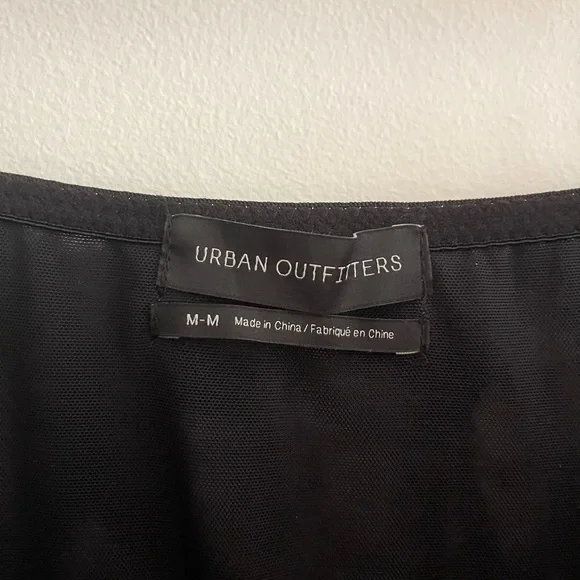 URBAN OUTFITTERS
M-M Made in China / Fabriqué en Chine